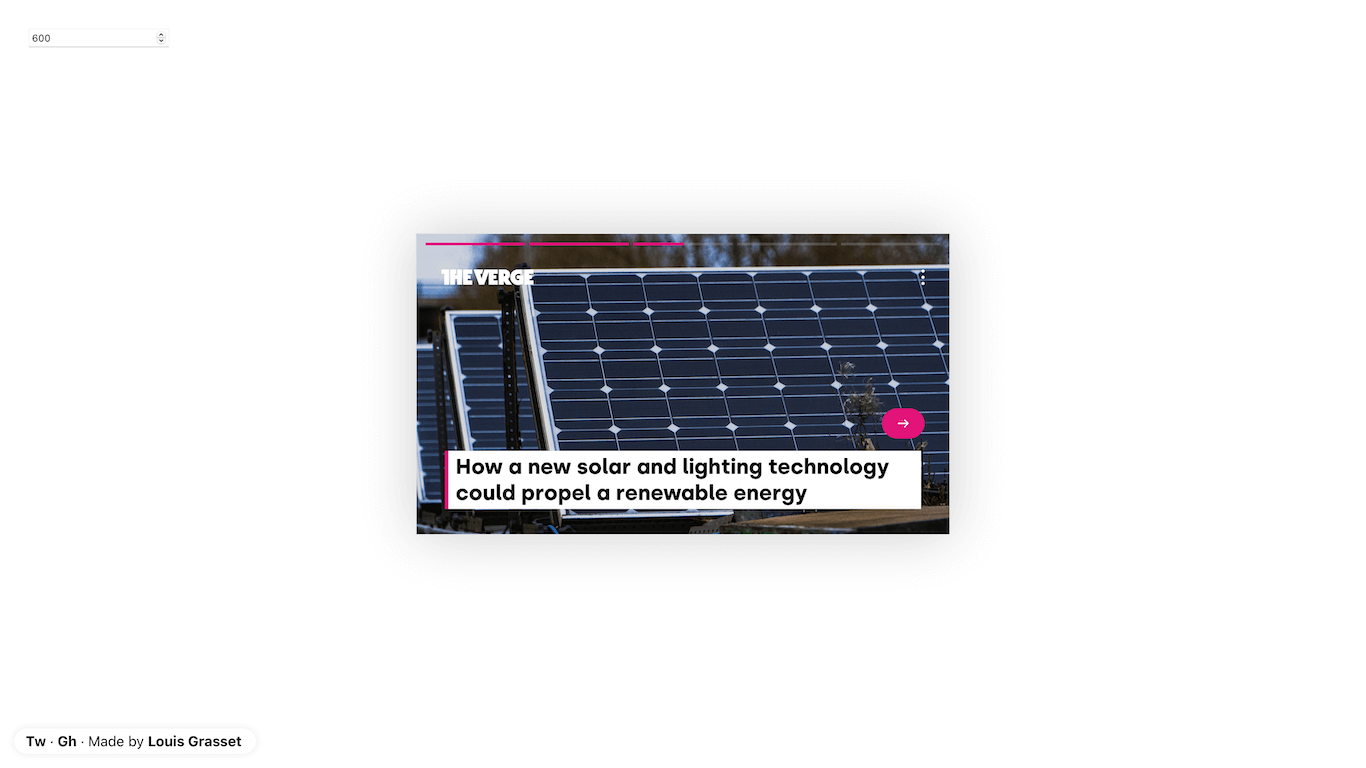 600
THE VERGE
How a new solar and lighting technology
could propel a renewable energy
Tw · Gh · Made by Louis Grasset